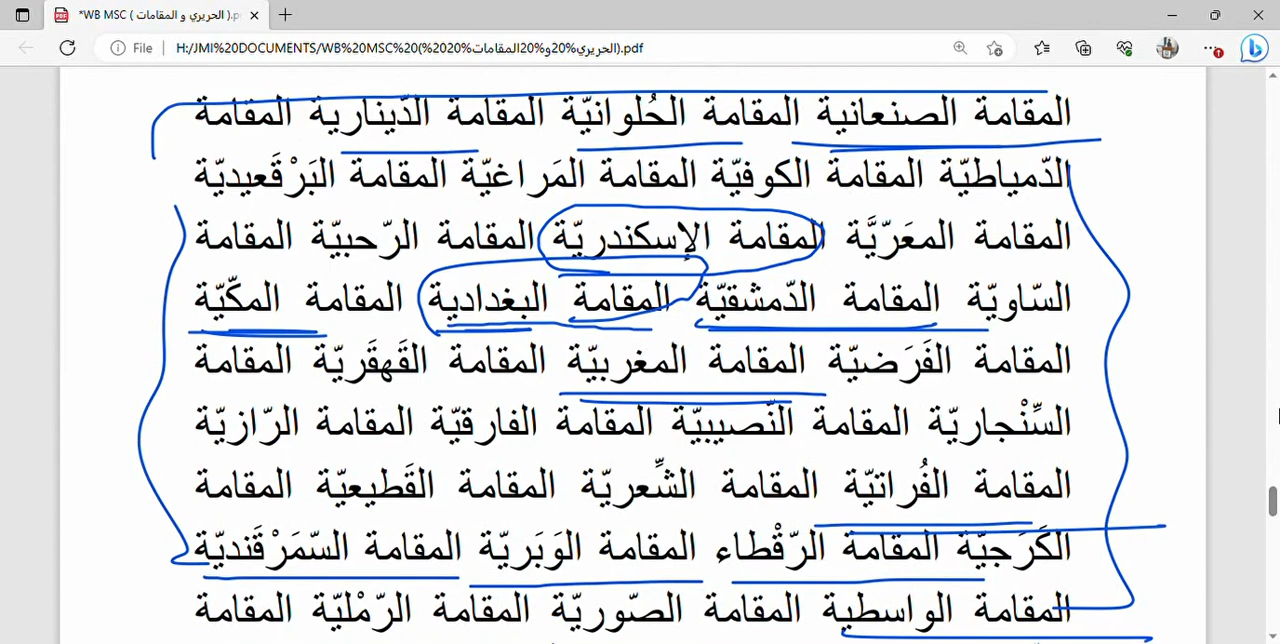 *WB MSC ( الحريري و المقامات ).p
File H:/JMI%20DOCUMENTS/WB%20MSC%20(%2020%الحريري%20و%20المقامات).pdf
المقامة الصنعانية المقامة الحُلوانيّة المقامة الدّينارية المقامة
الدّمياطيّة المقامة الكوفيّة المقامة المَراغيّة المقامة البَرْقَعيديّة
المقامة المعَرّيَّة المقامة الإسكندريّة المقامة الرّحبيّة المقامة
السّاويّة المقامة الدّمشقيّة المقامة البغدادية المقامة المكّيّة
المقامة الفَرَضيّة المقامة المغربيّة المقامة القَهقَريّة المقامة
السِّنْجاريّة المقامة النّصيبيّة المقامة الفارقيّة المقامة الرّازيّة
المقامة الفُراتيّة المقامة الشِّعريّة المقامة القَطيعيّة المقامة
الكَرَجيّة المقامة الرّقْطاء المقامة الوَبَريّة المقامة السّمَرْقَنديّة
المقامة الواسطية المقامة الصّوريّة المقامة الرّمْليّة المقامة